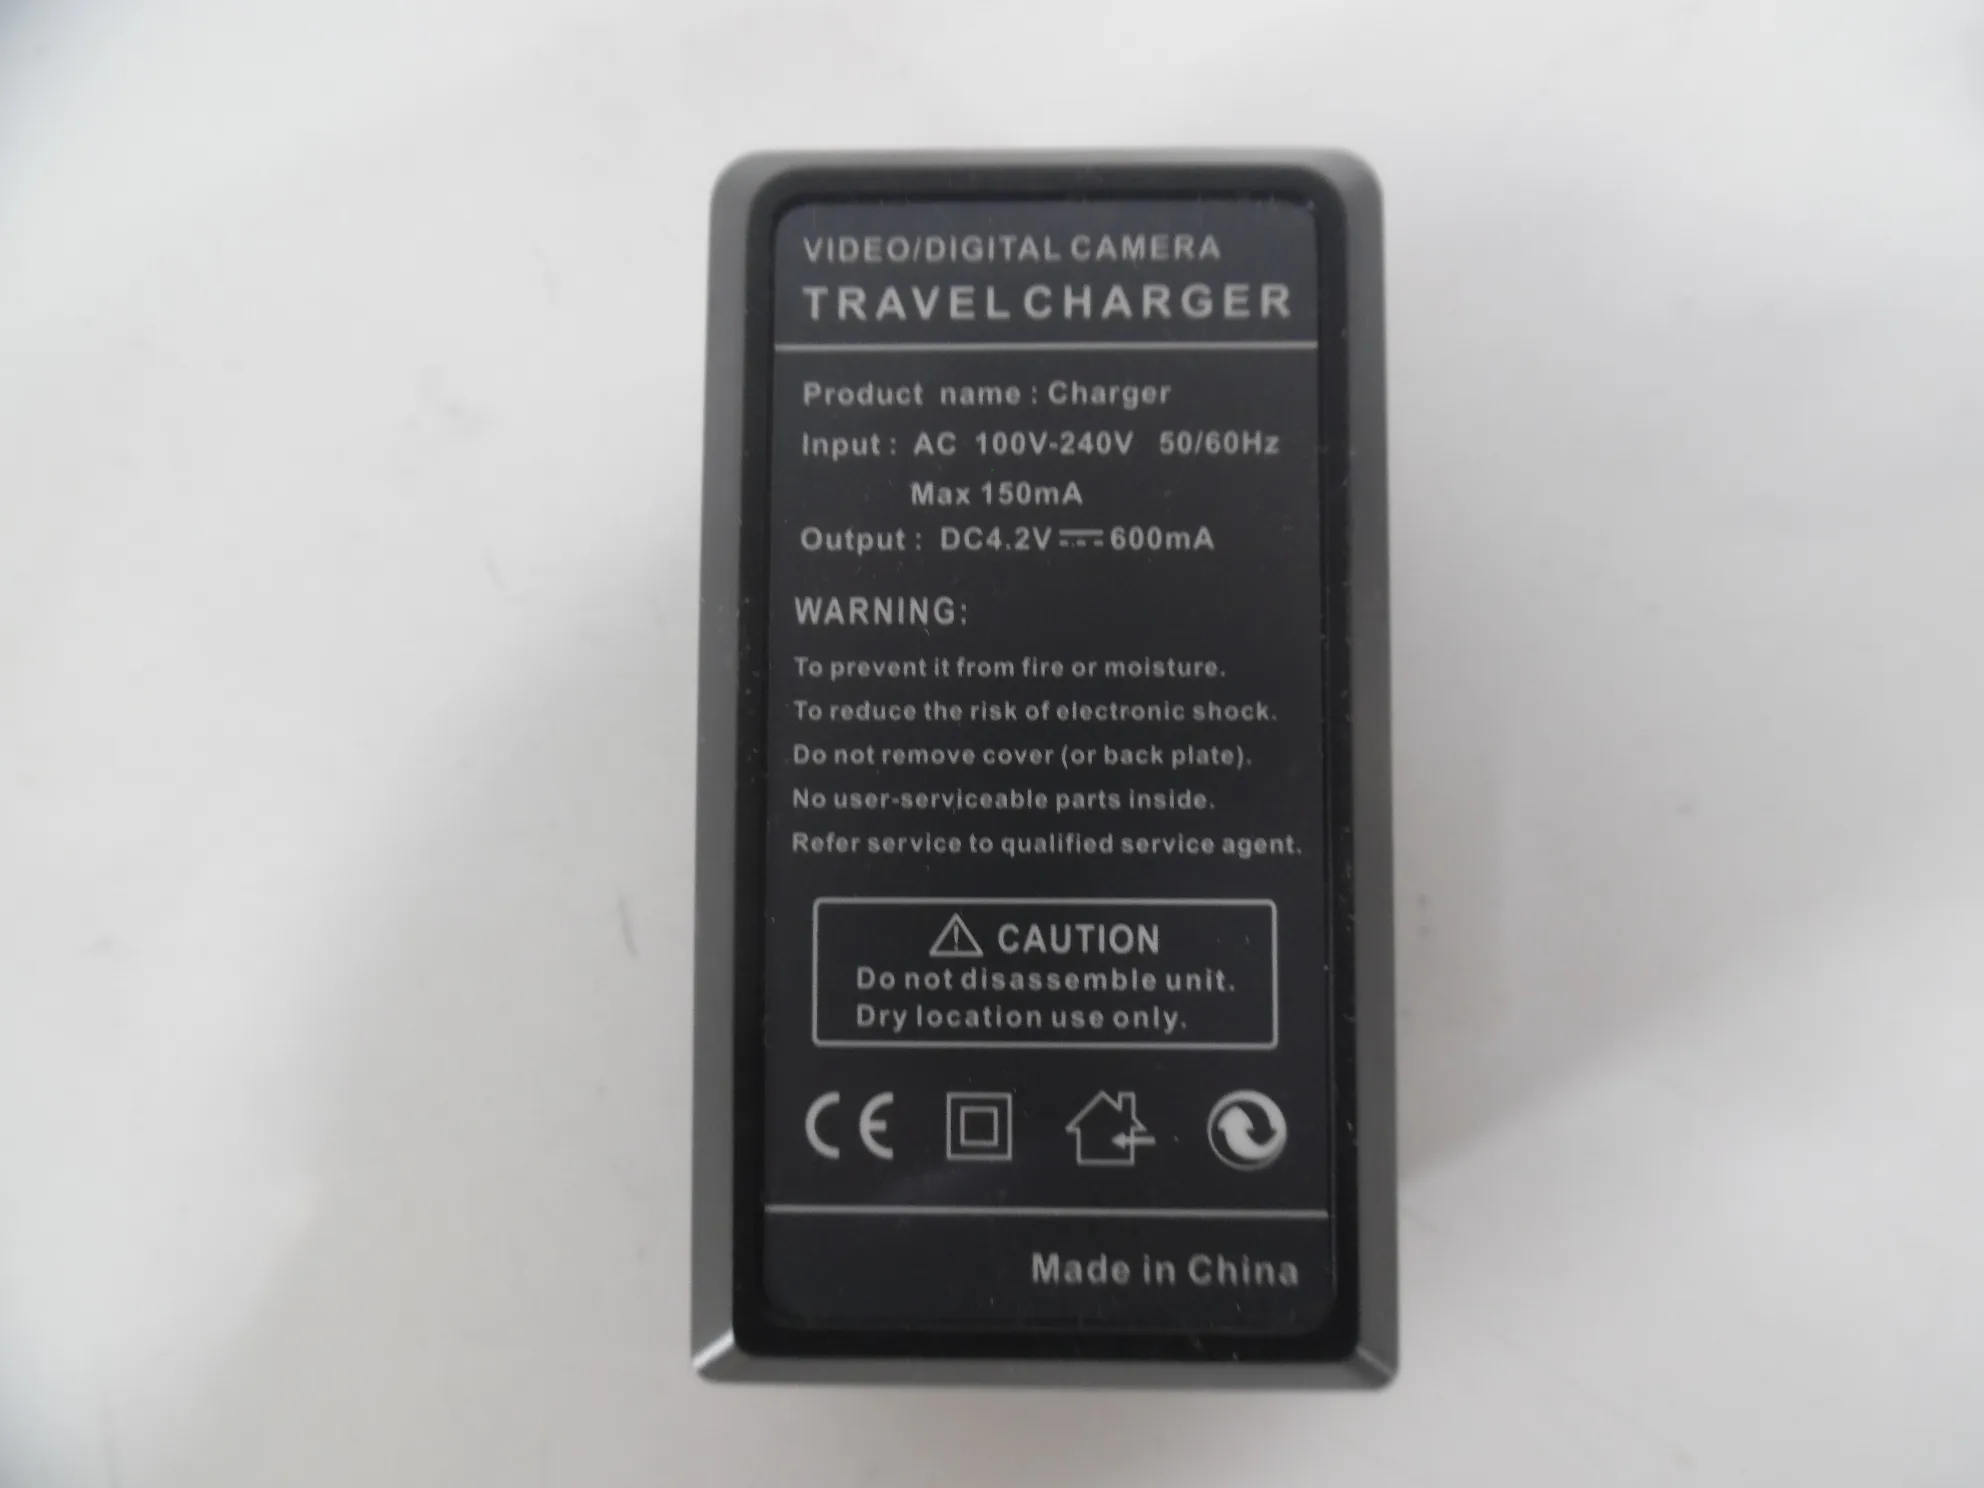 VIDEO/DIGITAL CAMERA
TRAVEL CHARGER
Product name : Charger
Input : AC 100V-240V 50/60Hz
Max 150mA
Output : DC4.2V⎓600mA
WARNING:
To prevent it from fire or moisture.
To reduce the risk of electronic shock.
Do not remove cover (or back plate).
No user-serviceable parts inside.
Refer service to qualified service agent.
CAUTION
Do not disassemble unit.
Dry location use only.
CE
Made in China